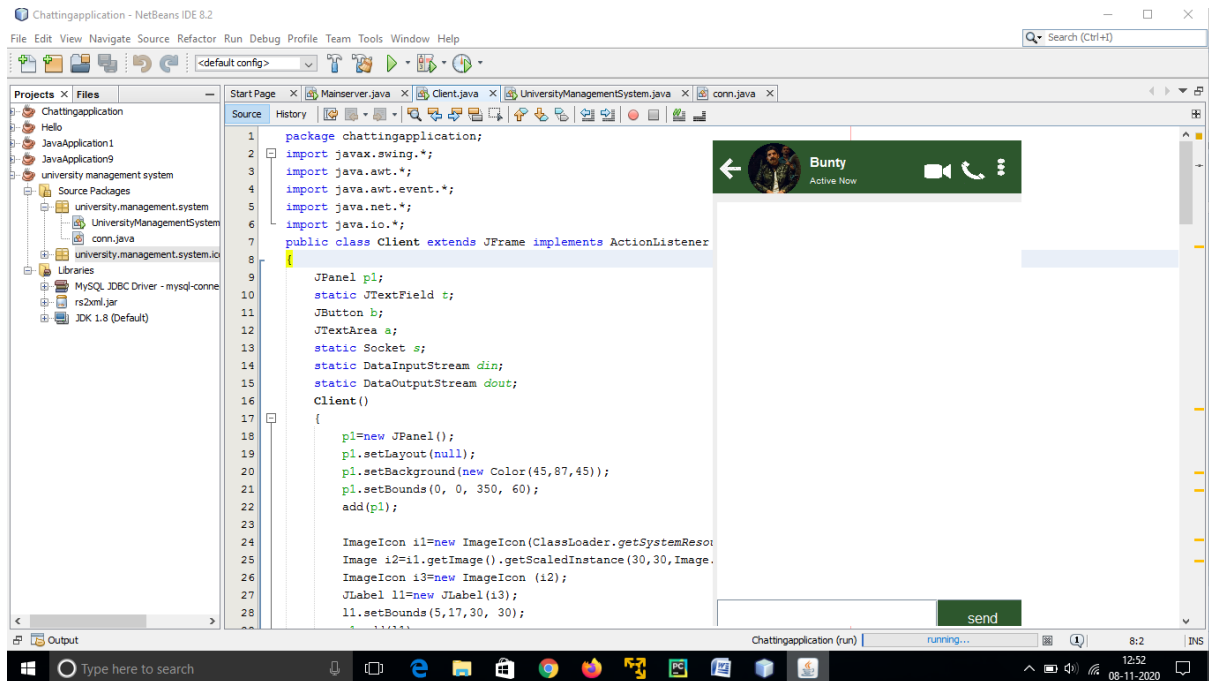 Chattingapplication - NetBeans IDE 8.2
File Edit View Navigate Source Refactor Run Debug Profile Team Tools Window Help
Search (Ctrl+I)
<default config>
Projects Files
Start Page Mainserver.java Client.java UniversityManagementSystem.java conn.java
Source History
Chattingapplication
Hello
JavaApplication1
JavaApplication9
university management system
Source Packages
university.management.system
UniversityManagementSystem
conn.java
university.management.system.ico
Libraries
MySQL JDBC Driver - mysql-conne
rs2xml.jar
JDK 1.8 (Default)
1 package chattingapplication;
2 import javax.swing.*;
3 import java.awt.*;
4 import java.awt.event.*;
5 import java.net.*;
6 import java.io.*;
7 public class Client extends JFrame implements ActionListener
8 {
9 JPanel p1;
10 static JTextField t;
11 JButton b;
12 JTextArea a;
13 static Socket s;
14 static DataInputStream din;
15 static DataOutputStream dout;
16 Client()
17 {
18 p1=new JPanel();
19 p1.setLayout(null);
20 p1.setBackground(new Color(45,87,45));
21 p1.setBounds(0, 0, 350, 60);
22 add(p1);
23
24 ImageIcon i1=new ImageIcon(ClassLoader.getSystemResou
25 Image i2=i1.getImage().getScaledInstance(30,30,Image.
26 ImageIcon i3=new ImageIcon (i2);
27 JLabel l1=new JLabel(i3);
28 l1.setBounds(5,17,30, 30);
Bunty
Active Now
send
Output
Chattingapplication (run) running... 1 8:2 INS
Type here to search
PC
12:52
08-11-2020